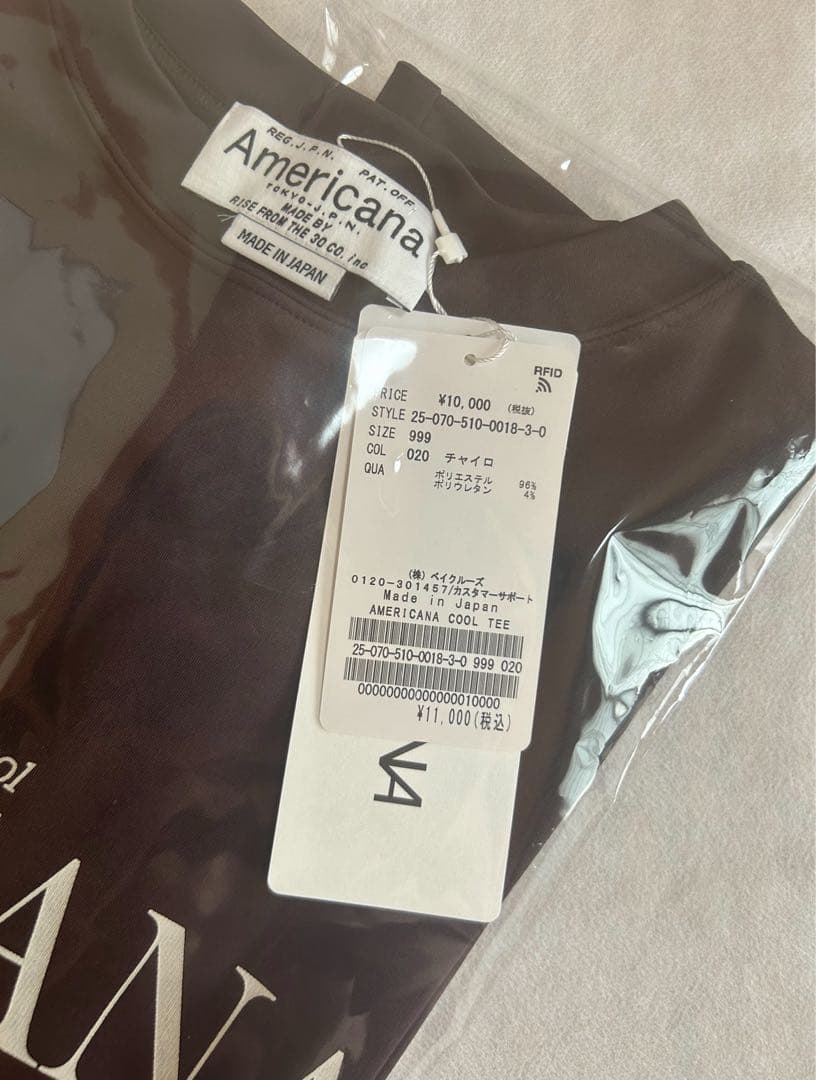 REG.J.P.N. PAT.OFF.
Americana
TOKYO-J.P.N.
MADE BY
RISE FROM THE 30 CO. inc
MADE IN JAPAN
RFID
PRICE ¥10,000 (税抜)
STYLE 25-070-510-0018-3-0
SIZE 999
COL 020 チャイロ
QUA ポリエステル 96%
ポリウレタン 4%
(株) ベイクルーズ
0120-301457/カスタマーサポート
Made in Japan
AMERICANA COOL TEE
25-070-510-0018-3-0 999 020
0000000000000010000
¥11,000(税込)
NA
ol
ANA